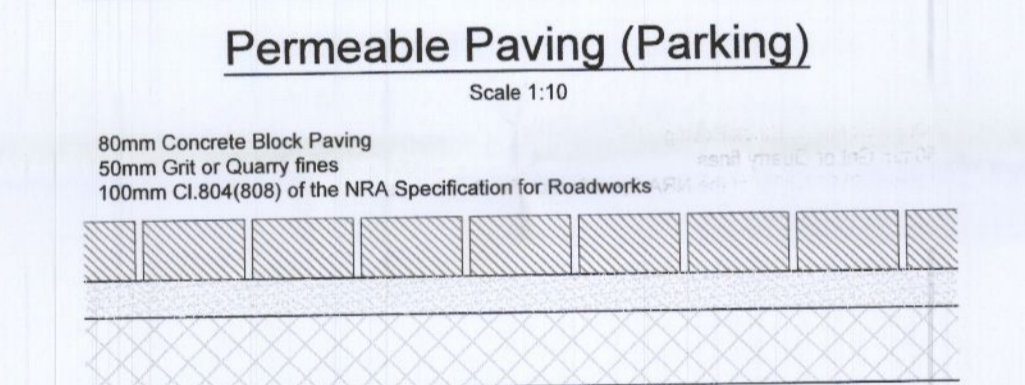 Permeable Paving (Parking)
Scale 1:10
80mm Concrete Block Paving
50mm Grit or Quarry fines
100mm Cl.804(808) of the NRA Specification for Roadworks